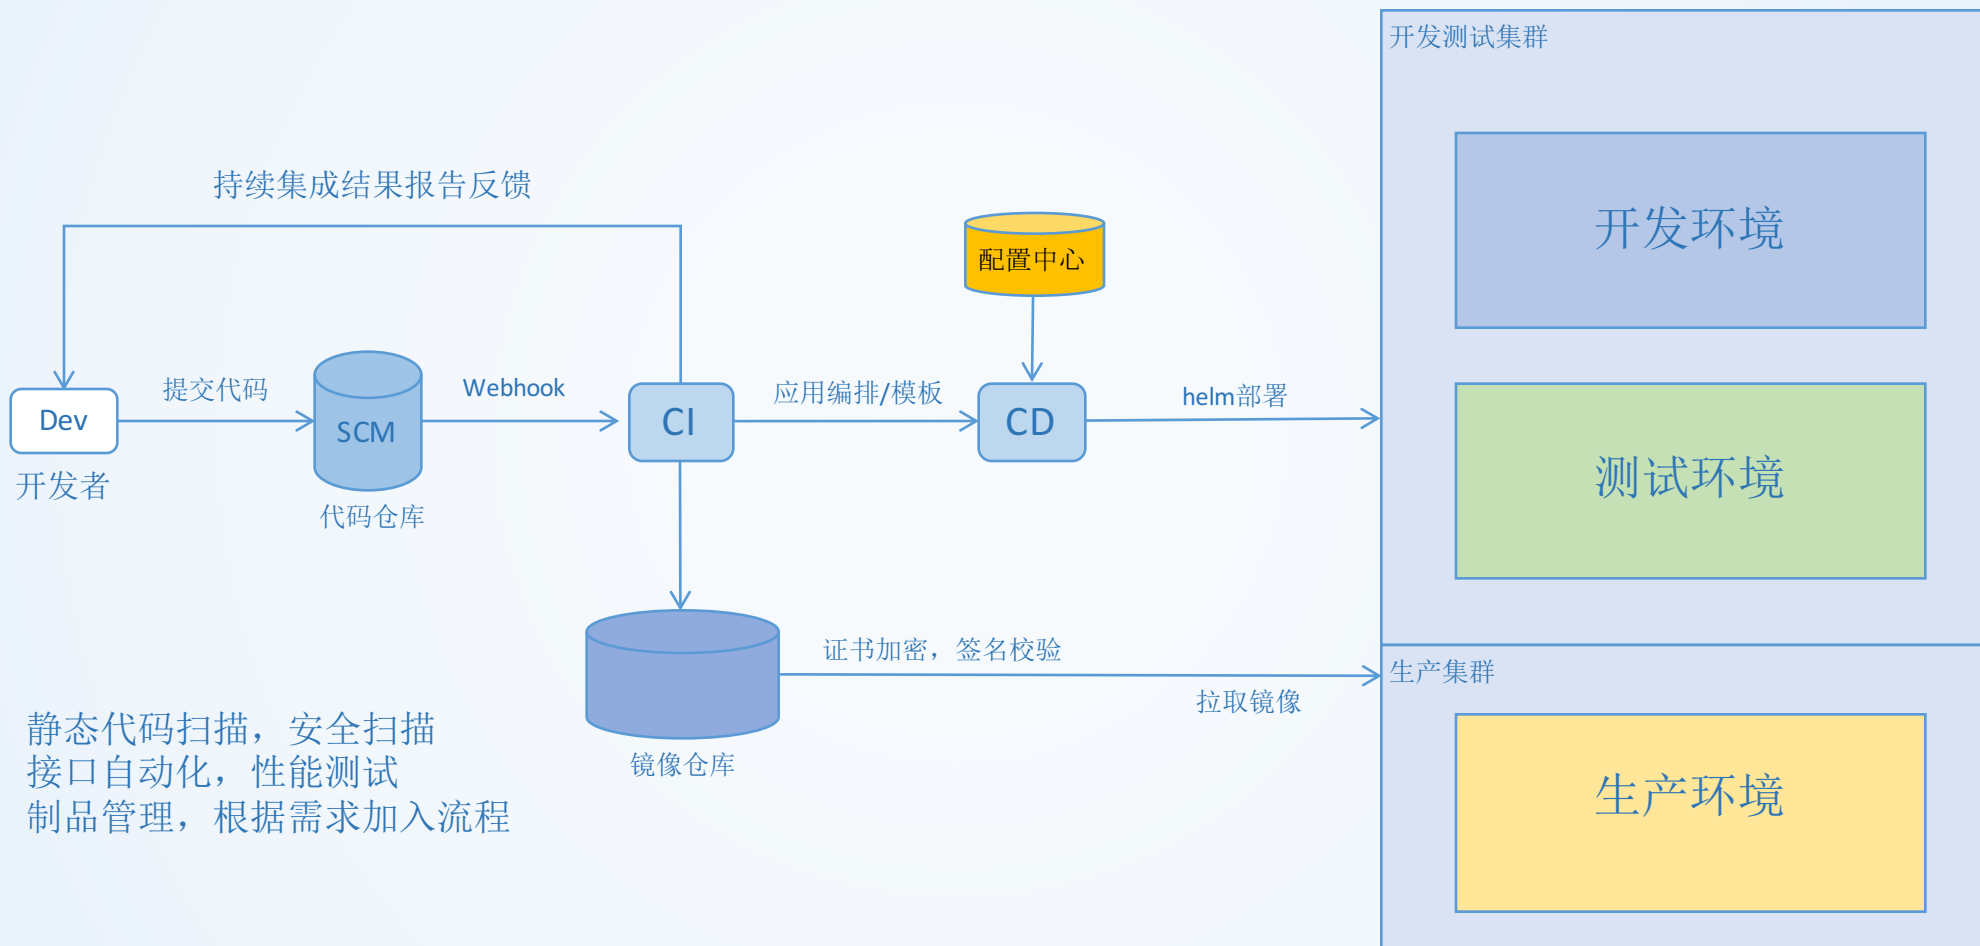 开发测试集群
开发环境
持续集成结果报告反馈
配置中心
Dev
提交代码
SCM
Webhook
CI
应用编排/模板
CD
helm部署
开发者
代码仓库
测试环境
证书加密，签名校验
拉取镜像
镜像仓库
生产集群
生产环境
静态代码扫描，安全扫描
接口自动化，性能测试
制品管理，根据需求加入流程